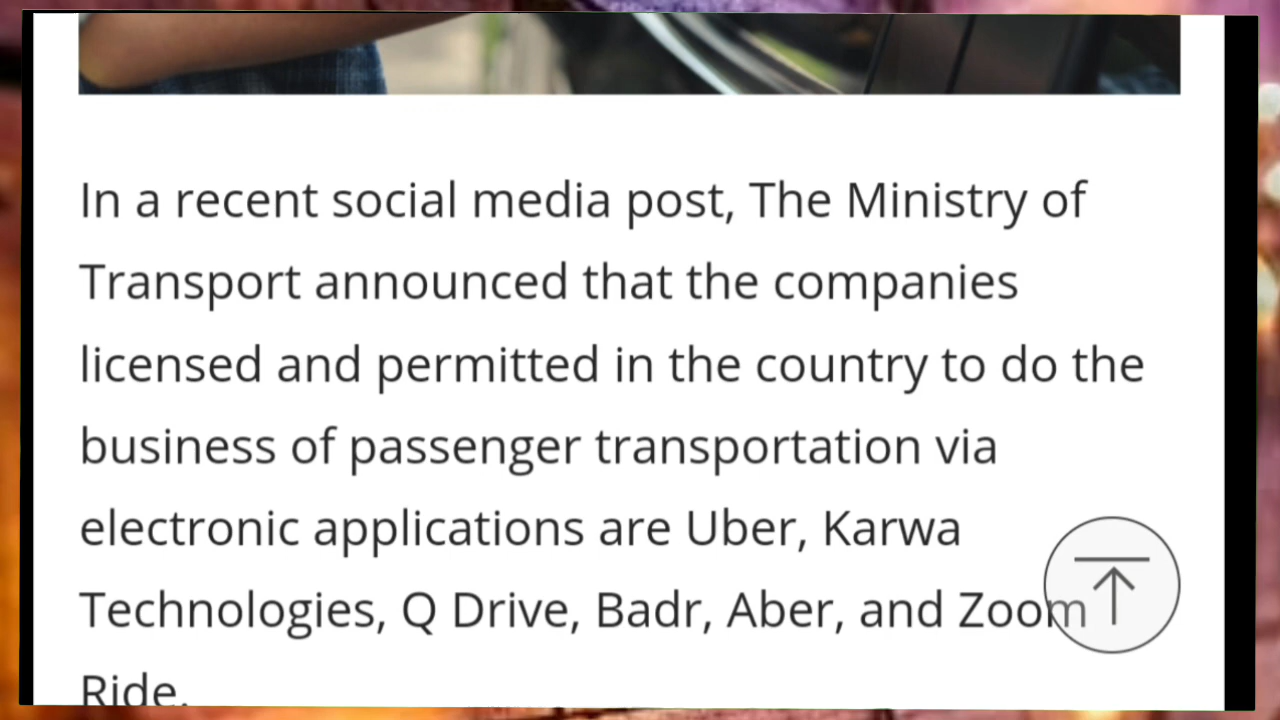 In a recent social media post, The Ministry of
Transport announced that the companies
licensed and permitted in the country to do the
business of passenger transportation via
electronic applications are Uber, Karwa
Technologies, Q Drive, Badr, Aber, and Zoom
Ride.